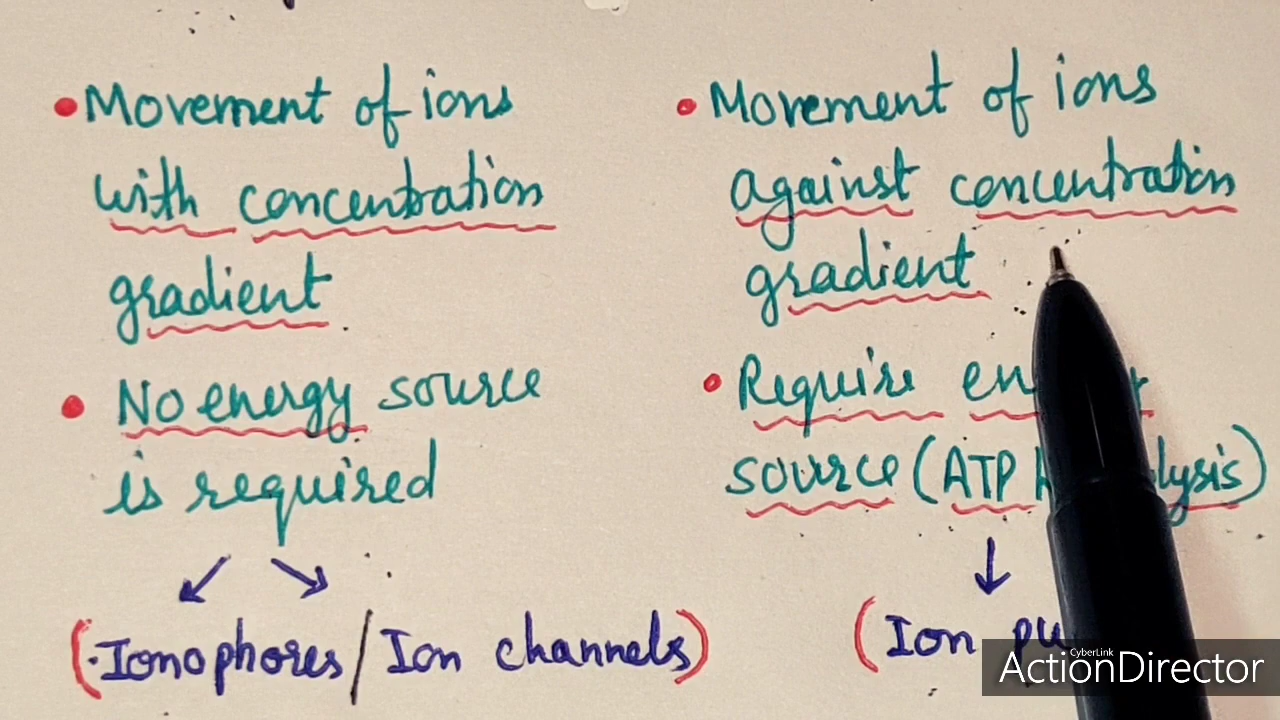 • Movement of ions
with concentration
gradient.
• No energy source
is required
(Ionophores / Ion channels)
• Movement of ions
against concentration
gradient
• Require
source (ATP
(Ion
CyberLink
ActionDirector